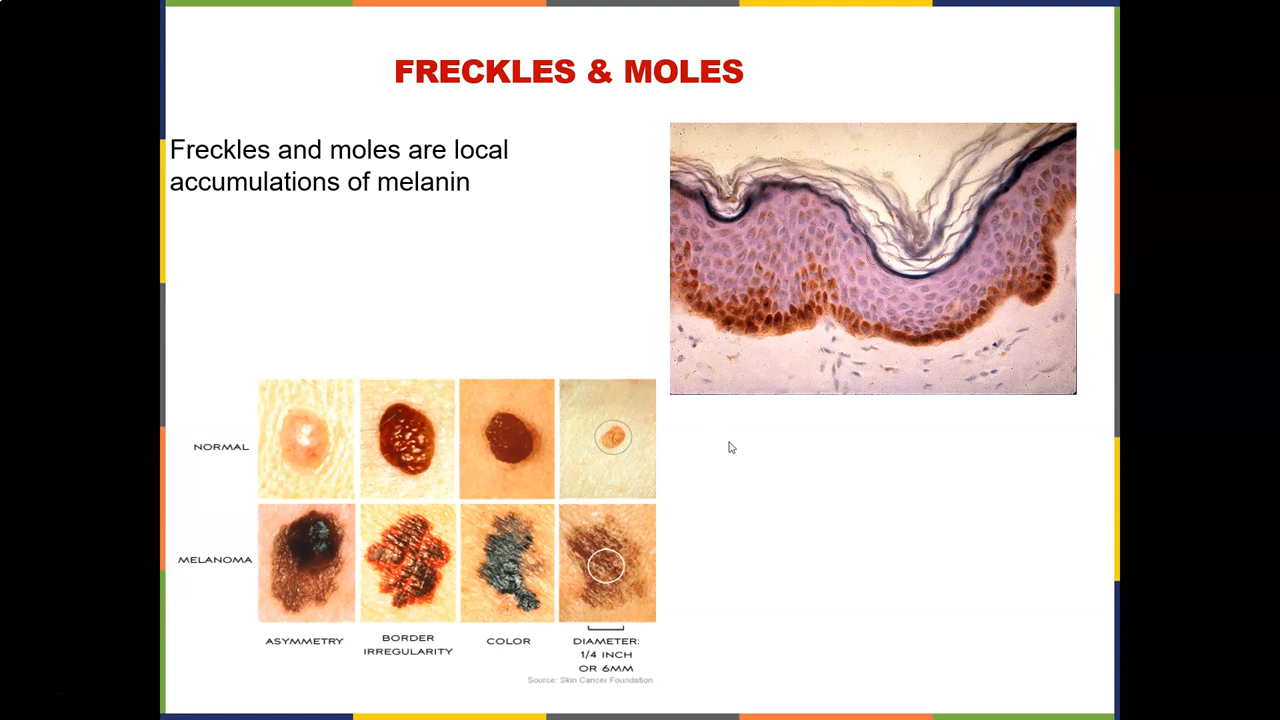 FRECKLES & MOLES
Freckles and moles are local
accumulations of melanin
NORMAL
MELANOMA
ASYMMETRY
BORDER
IRREGULARITY
COLOR
DIAMETER:
1/4 INCH
OR 6MM
Source: Skin Cancer Foundation